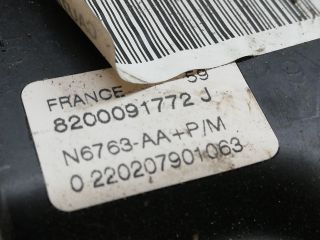 FRANCE 59
8200091772 J
N6763-AA+P/M
0 220207901063